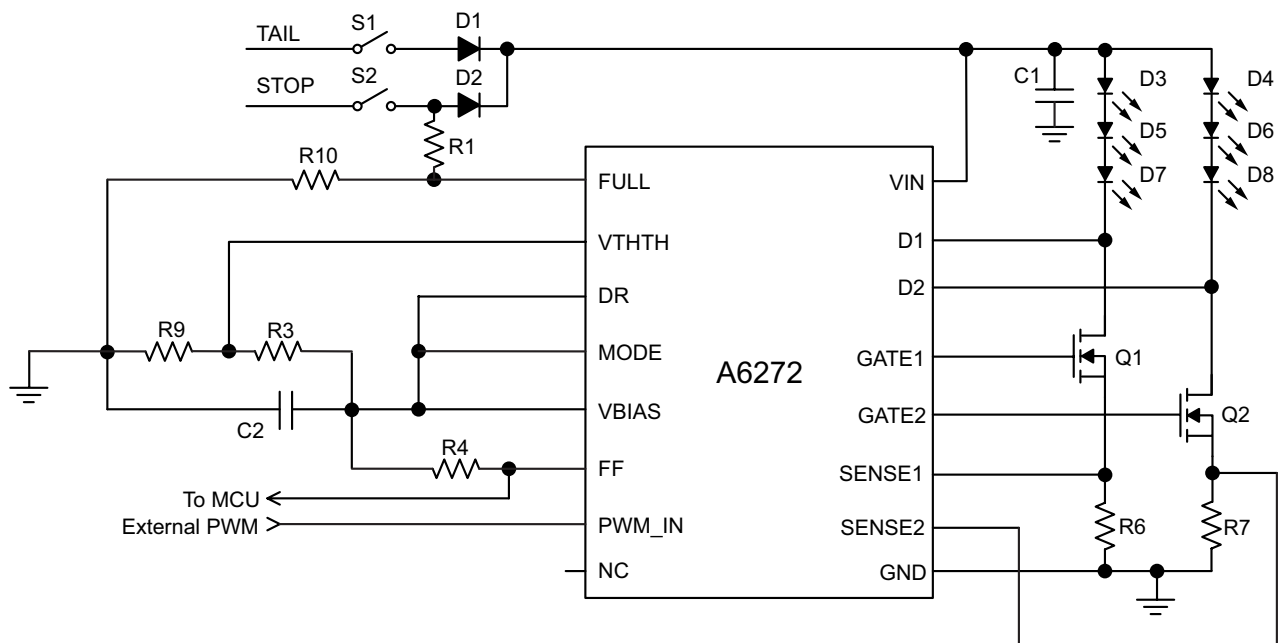 TAIL
S1
D1
STOP
S2
D2
R1
C1
D3
D4
D5
D6
D7
D8
R10
FULL
VIN
VTHTH
D1
DR
D2
R9
R3
MODE
A6272
GATE1
Q1
C2
VBIAS
GATE2
Q2
R4
FF
SENSE1
To MCU
External PWM
PWM_IN
SENSE2
R6
R7
NC
GND